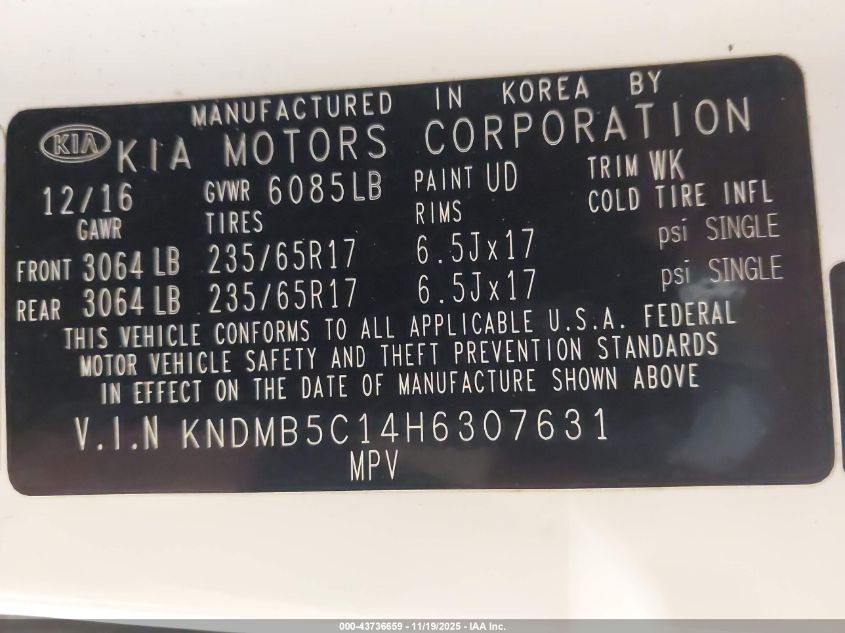 MANUFACTURED IN KOREA BY
KIA KIA MOTORS CORPORATION
12/16 GVWR 6085LB PAINT UD TRIM WK
GAWR TIRES RIMS COLD TIRE INFL
FRONT 3064 LB 235/65R17 6.5Jx17 psi SINGLE
REAR 3064 LB 235/65R17 6.5Jx17 psi SINGLE
THIS VEHICLE CONFORMS TO ALL APPLICABLE U.S.A. FEDERAL
MOTOR VEHICLE SAFETY AND THEFT PREVENTION STANDARDS
IN EFFECT ON THE DATE OF MANUFACTURE SHOWN ABOVE
V.I.N KNDMB5C14H6307631
MPV
000-43736659 - 11/19/2025 - IAA Inc.